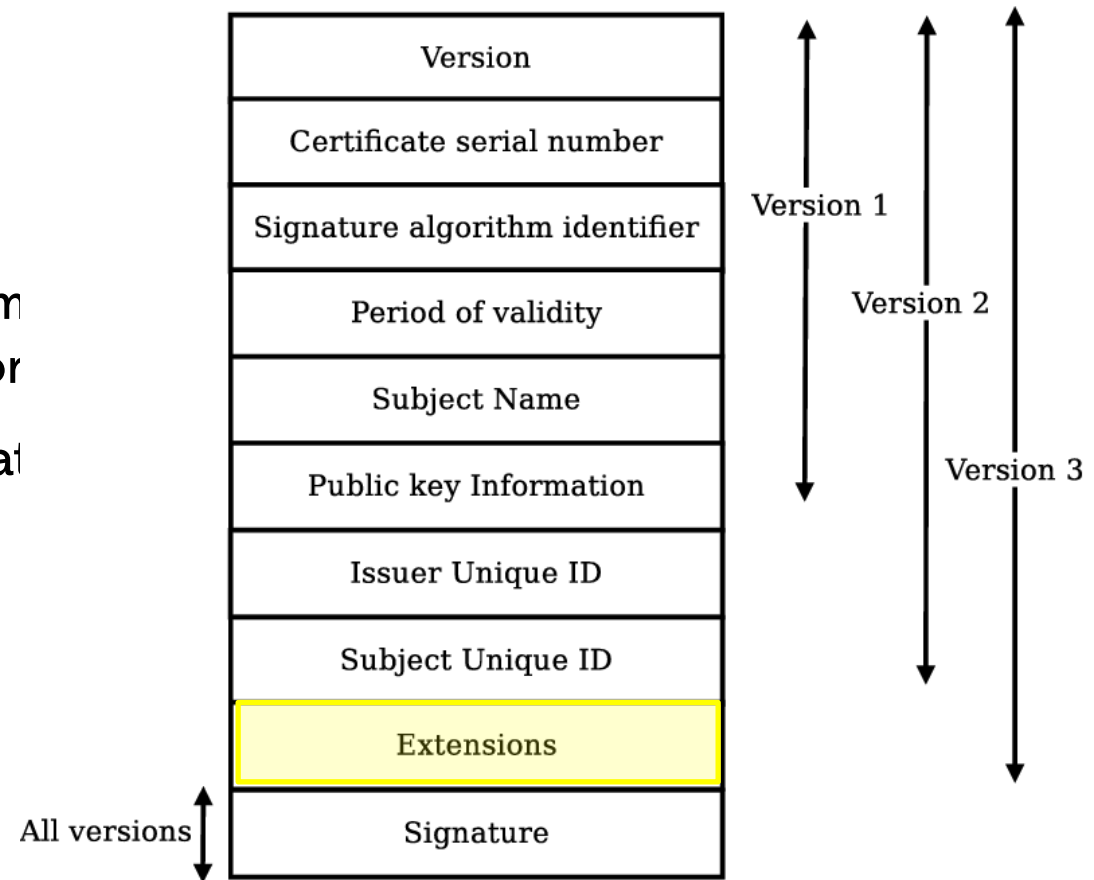 Version
Certificate serial number
Signature algorithm identifier
Period of validity
Subject Name
Public key Information
Issuer Unique ID
Subject Unique ID
Extensions
Signature
Version 1
Version 2
Version 3
All versions